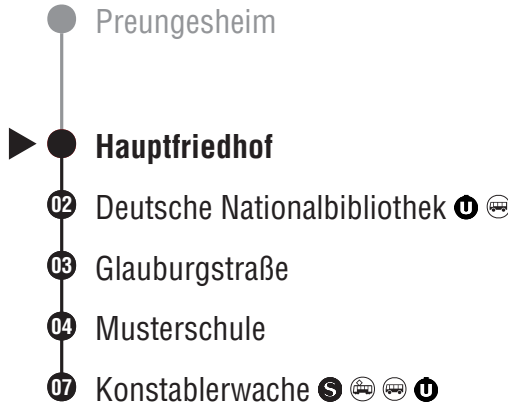 Preungesheim
Hauptfriedhof
02 Deutsche Nationalbibliothek U
03 Glauburgstraße
04 Musterschule
07 Konstablerwache S U